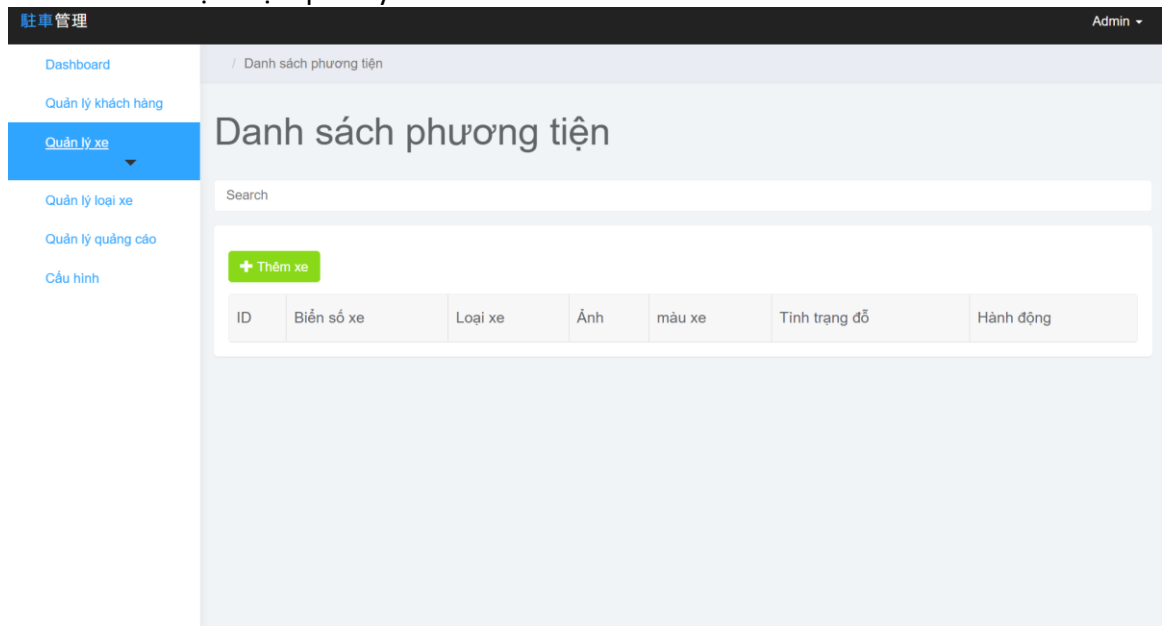 駐車管理
Admin
Dashboard
/ Danh sách phương tiện
Quản lý khách hàng
Quản lý xe
Danh sách phương tiện
Quản lý loại xe
Search
Quản lý quảng cáo
Cấu hình
Thêm xe
ID Biển số xe Loại xe Ảnh màu xe Tình trạng đỗ Hành động